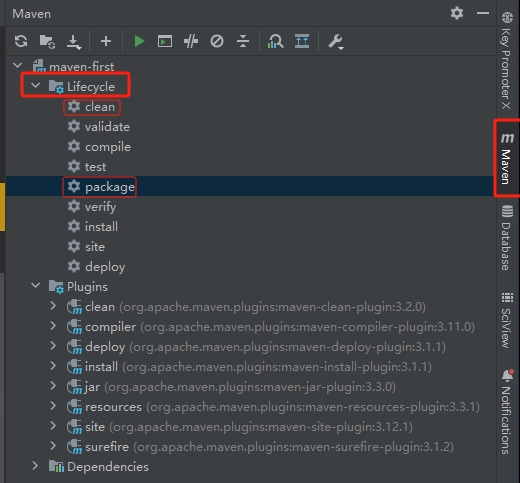 Maven
maven-first
Lifecycle
clean
validate
compile
test
package
verify
install
site
deploy
Plugins
clean (org.apache.maven.plugins:maven-clean-plugin:3.2.0)
compiler (org.apache.maven.plugins:maven-compiler-plugin:3.11.0)
deploy (org.apache.maven.plugins:maven-deploy-plugin:3.1.1)
install (org.apache.maven.plugins:maven-install-plugin:3.1.1)
jar (org.apache.maven.plugins:maven-jar-plugin:3.3.0)
resources (org.apache.maven.plugins:maven-resources-plugin:3.3.1)
site (org.apache.maven.plugins:maven-site-plugin:3.12.1)
surefire (org.apache.maven.plugins:maven-surefire-plugin:3.1.2)
Dependencies
Key Promoter X
Maven
Database
SciView
Notifications